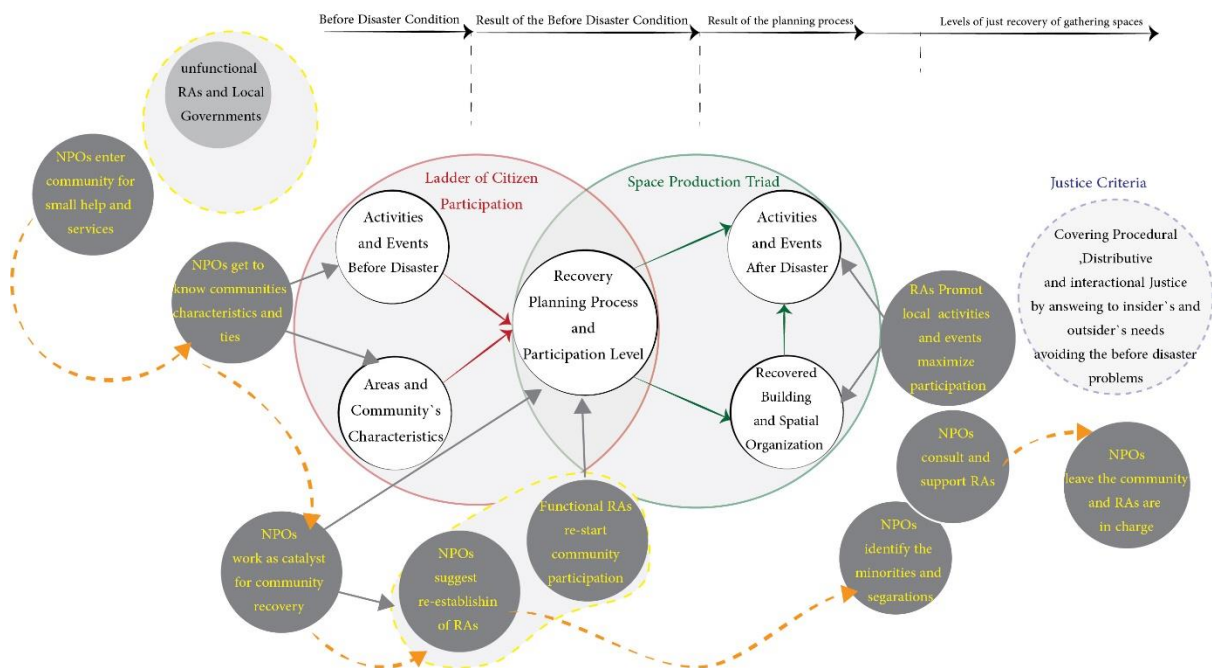 Before Disaster Condition
Result of the Before Disaster Condition
Result of the planning process
Levels of just recovery of gathering spaces
unfunctional
RAs and Local
Governments
NPOs enter
community for
small help and
services
NPOs get to
know communities
characteristics and
ties
Ladder of Citizen
Participation
Activities
and Events
Before Disaster
Areas and
Community`s
Characteristics
Recovery
Planning Process
and
Participation Level
Space Production Triad
Activities
and Events
After Disaster
Recovered
Building
and Spatial
Organization
RAs Promot
local activities
and events
maximize
participation
Justice Criteria
Covering Procedural
,Distributive
and interactional Justice
by answeing to insider`s and
outsider`s needs
avoiding the before disaster
problems
NPOs
work as catalyst
for community
recovery
NPOs
suggest
re-establishin
of RAs
Functional RAs
re-start
community
participation
NPOs
identify the
minorities and
segarations
NPOs
consult and
support RAs
NPOs
leave the community
and RAs are
in charge